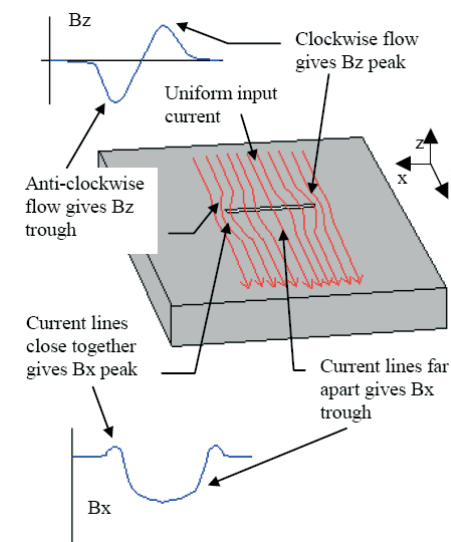 Bz
Clockwise flow
gives Bz peak
Uniform input
current
z
x
Anti-clockwise
flow gives Bz
trough
Current lines
close together
gives Bx peak
Current lines far
apart gives Bx
trough
Bx